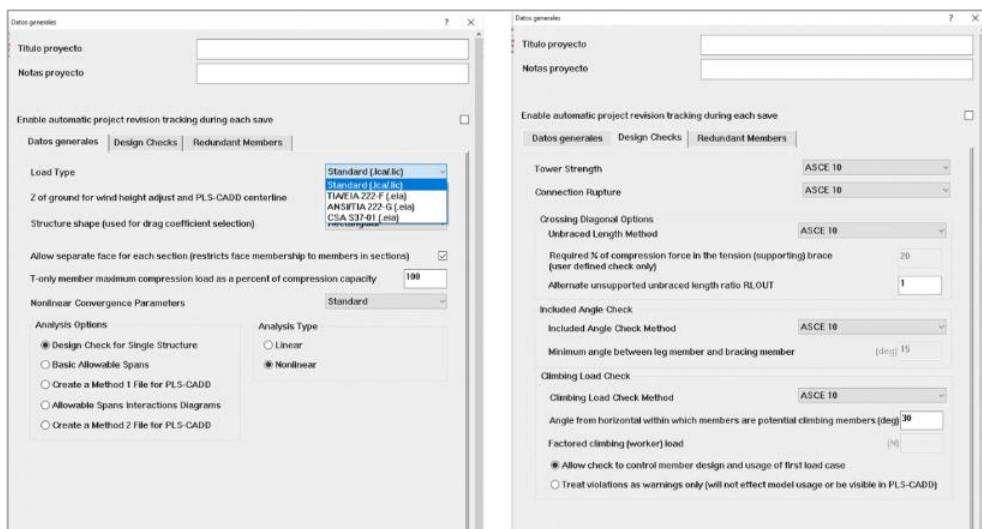 Datos generales ? X
Título proyecto
Notas proyecto
Enable automatic project revision tracking during each save
Datos generales Design Checks Redundant Members
Load Type Standard (.lca/.lic)
Standard (.lca/.lic)
TIA/EIA 222-F (.eia)
ANSI/TIA 222-G (.eia)
CSA S37-01 (.eia)
Z of ground for wind height adjust and PLS-CADD centerline
Structure shape (used for drag coefficient selection) Rectangular
Allow separate face for each section (restricts face membership to members in sections)
T-only member maximum compression load as a percent of compression capacity 100
Nonlinear Convergence Parameters Standard
Analysis Options
Design Check for Single Structure
Basic Allowable Spans
Create a Method 1 File for PLS-CADD
Allowable Spans Interactions Diagrams
Create a Method 2 File for PLS-CADD
Analysis Type
Linear
Nonlinear
Datos generales ? X
Título proyecto
Notas proyecto
Enable automatic project revision tracking during each save
Datos generales Design Checks Redundant Members
Tower Strength ASCE 10
Connection Rupture ASCE 10
Crossing Diagonal Options
Unbraced Length Method ASCE 10
Required % of compression force in the tension (supporting) brace 20
(user defined check only)
Alternate unsupported unbraced length ratio RLOUT 1
Included Angle Check
Included Angle Check Method ASCE 10
Minimum angle between leg member and bracing member (deg) 15
Climbing Load Check
Climbing Load Check Method ASCE 10
Angle from horizontal within which members are potential climbing members (deg) 30
Factored climbing (worker) load (N)
Allow check to control member design and usage of first load case
Treat violations as warnings only (will not effect model usage or be visible in PLS-CADD)